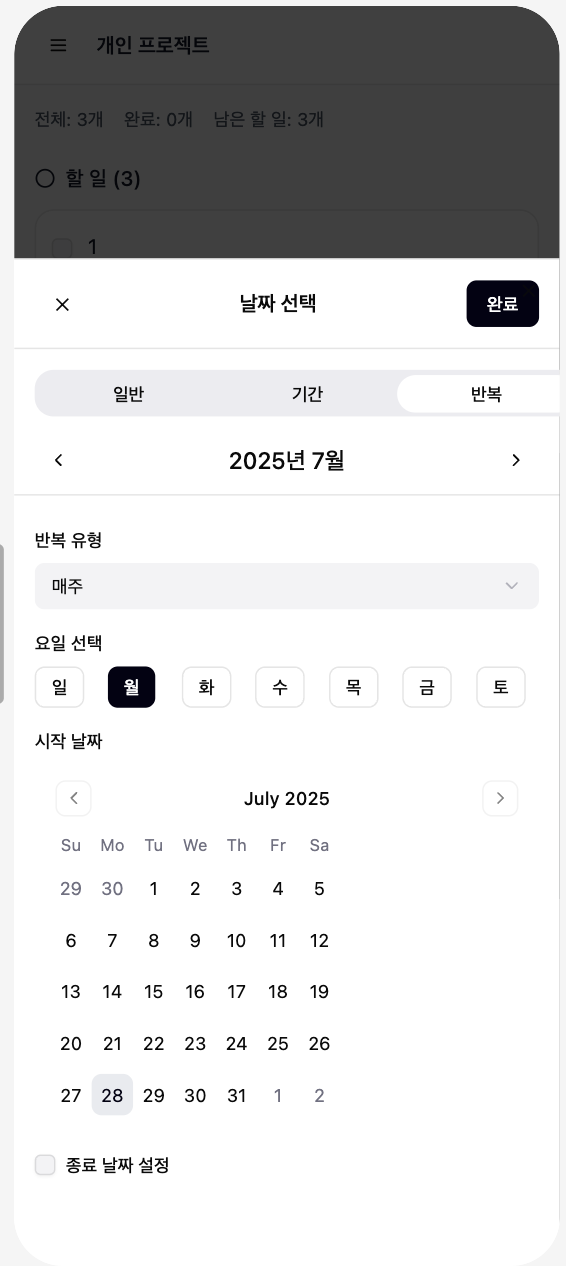 개인 프로젝트
전체: 3개 완료: 0개 남은 할 일: 3개
할 일 (3)
1
날짜 선택 완료
일반 기간 반복
2025년 7월
반복 유형
매주
요일 선택
일 월 화 수 목 금 토
시작 날짜
July 2025
Su Mo Tu We Th Fr Sa
29 30 1 2 3 4 5
6 7 8 9 10 11 12
13 14 15 16 17 18 19
20 21 22 23 24 25 26
27 28 29 30 31 1 2
종료 날짜 설정